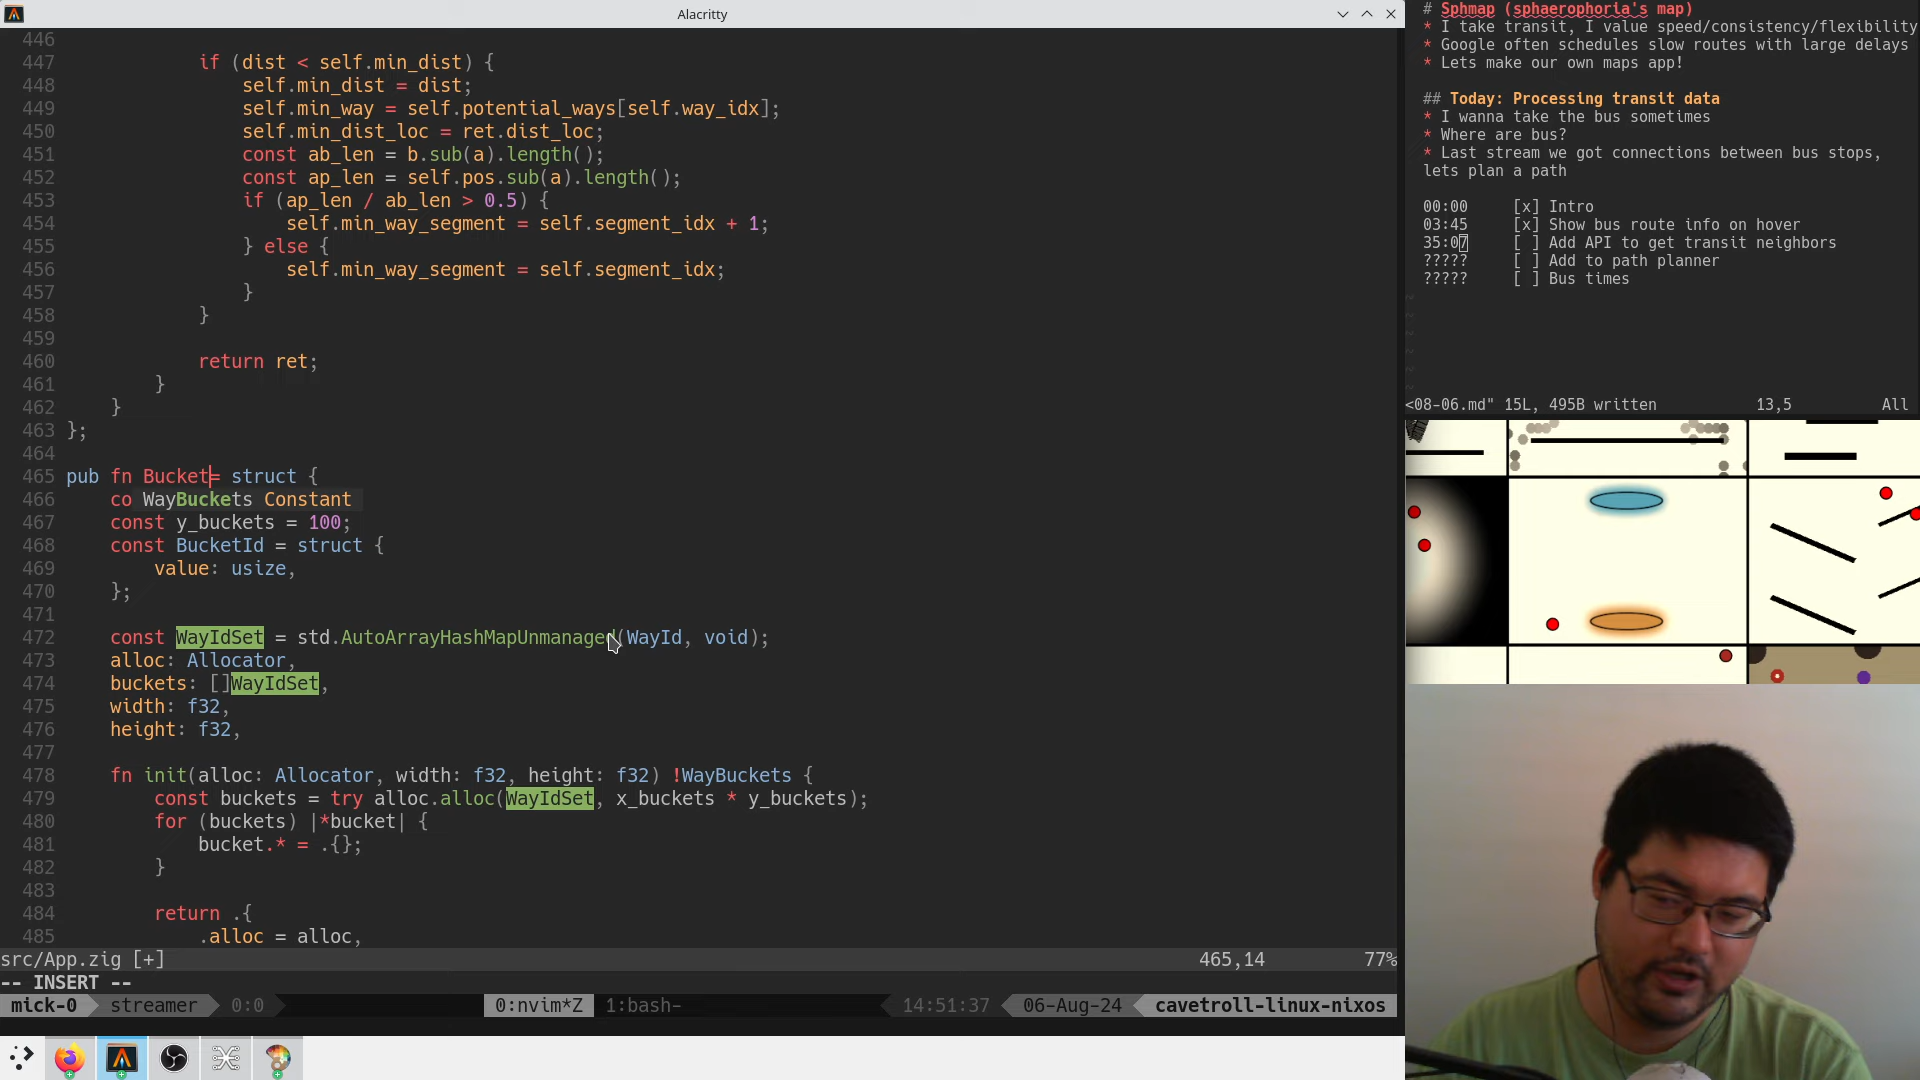 Alacritty
446
447 if (dist < self.min_dist) {
448 self.min_dist = dist;
449 self.min_way = self.potential_ways[self.way_idx];
450 self.min_dist_loc = ret.dist_loc;
451 const ab_len = b.sub(a).length();
452 const ap_len = self.pos.sub(a).length();
453 if (ap_len / ab_len > 0.5) {
454 self.min_way_segment = self.segment_idx + 1;
455 } else {
456 self.min_way_segment = self.segment_idx;
457 }
458 }
459
460 return ret;
461 }
462 }
463 };
464
465 pub fn Bucket= struct {
466 co WayBuckets Constant
467 const y_buckets = 100;
468 const BucketId = struct {
469 value: usize,
470 };
471
472 const WayIdSet = std.AutoArrayHashMapUnmanaged(WayId, void);
473 alloc: Allocator,
474 buckets: []WayIdSet,
475 width: f32,
476 height: f32,
477
478 fn init(alloc: Allocator, width: f32, height: f32) !WayBuckets {
479 const buckets = try alloc.alloc(WayIdSet, x_buckets * y_buckets);
480 for (buckets) |*bucket| {
481 bucket.* = .{};
482 }
483
484 return .{
485 .alloc = alloc,
src/App.zig [+] 465,14 77%
-- INSERT --
mick-0 streamer 0:0 0:nvim*Z 1:bash- 14:51:37 06-Aug-24 cavetroll-linux-nixos
# Sphmap (sphaerophoria's map)
* I take transit, I value speed/consistency/flexibility
* Google often schedules slow routes with large delays
* Lets make our own maps app!
## Today: Processing transit data
* I wanna take the bus sometimes
* Where are bus?
* Last stream we got connections between bus stops,
lets plan a path
00:00 [x] Intro
03:45 [x] Show bus route info on hover
35:07 [ ] Add API to get transit neighbors
????? [ ] Add to path planner
????? [ ] Bus times
~
~
~
~
~
~
<08-06.md" 15L, 495B written 13,5 All